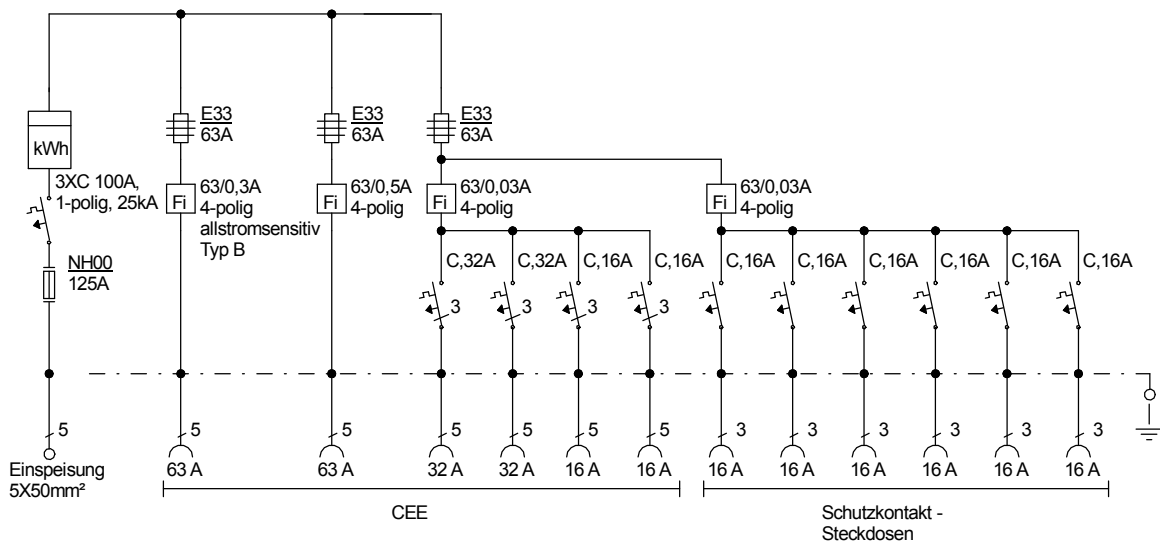 E33
63A
E33
63A
E33
63A
kWh
3XC 100A,
1-polig, 25kA
Fi
63/0,3A
4-polig
allstromsensitiv
Typ B
Fi
63/0,5A
4-polig
Fi
63/0,03A
4-polig
Fi
63/0,03A
4-polig
NH00
125A
C,32A
C,32A
C,16A
C,16A
C,16A
C,16A
C,16A
C,16A
C,16A
C,16A
3
3
3
3
5
5
5
5
5
5
5
3
3
3
3
3
3
Einspeisung
5X50mm²
63 A
63 A
32 A
32 A
16 A
16 A
16 A
16 A
16 A
16 A
16 A
16 A
CEE
Schutzkontakt -
Steckdosen